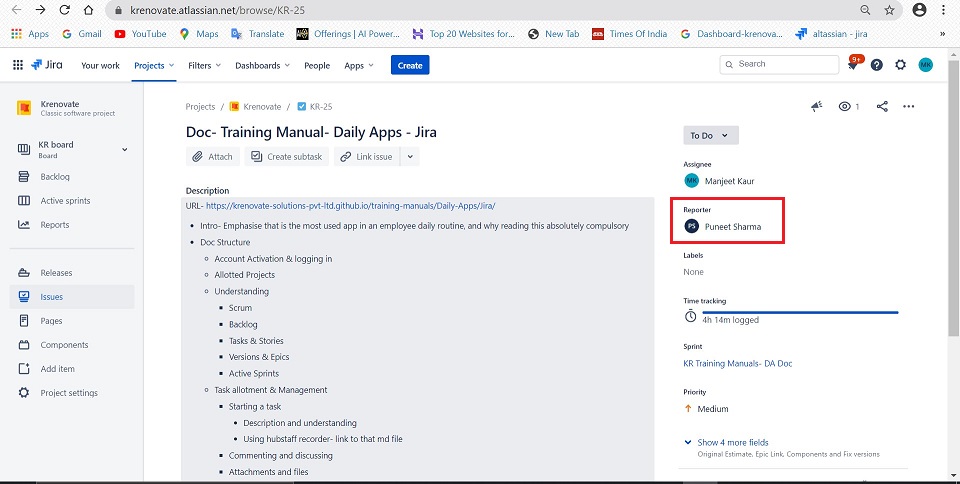 krenovate.atlassian.net/browse/KR-25
Apps Gmail YouTube Maps Translate Offerings | AI Power... Top 20 Websites for... New Tab Times Of India Dashboard-krenova... altassian - jira »
Jira Your work Projects Filters Dashboards People Apps Create Search 9+ ? MK
Krenovate
Classic software project
KR board
Board
Backlog
Active sprints
Reports
Releases
Issues
Pages
Components
Add item
Project settings
Projects / Krenovate / KR-25
1
Doc- Training Manual- Daily Apps - Jira
Attach Create subtask Link issue
Description
URL- https://krenovate-solutions-pvt-ltd.github.io/training-manuals/Daily-Apps/Jira/
• Intro- Emphasise that is the most used app in an employee daily routine, and why reading this absolutely compulsory
• Doc Structure
Account Activation & logging in
Allotted Projects
Understanding
Scrum
Backlog
Tasks & Stories
Versions & Epics
Active Sprints
Task allotment & Management
Starting a task
Description and understanding
Using hubstaff recorder- link to that md file
Commenting and discussing
Attachments and files
To Do
Assignee
MK Manjeet Kaur
Reporter
PS Puneet Sharma
Labels
None
Time tracking
4h 14m logged
Sprint
KR Training Manuals- DA Doc
Priority
Medium
Show 4 more fields
Original Estimate, Epic Link, Components and Fix versions